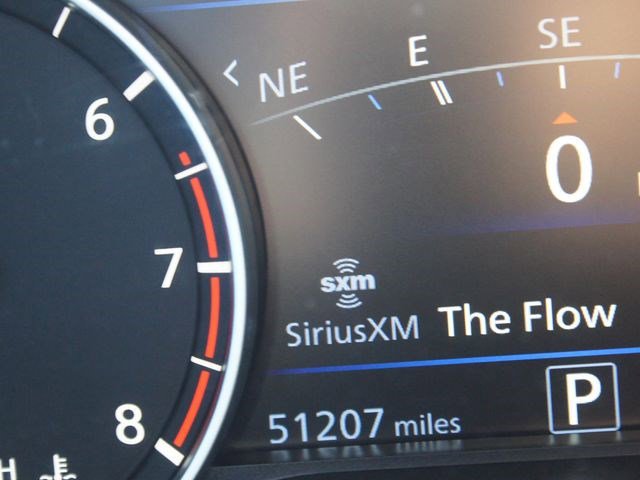 NE E SE
6
0
7
sxm
SiriusXM The Flow
8
51207 miles P
H